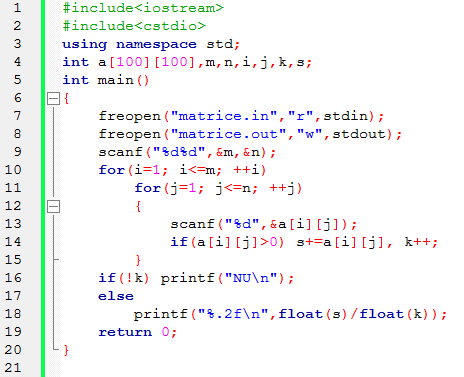 1 #include<iostream>
2 #include<cstdio>
3 using namespace std;
4 int a[100][100],m,n,i,j,k,s;
5 int main()
6 {
7 freopen("matrice.in","r",stdin);
8 freopen("matrice.out","w",stdout);
9 scanf("%d%d",&m,&n);
10 for(i=1; i<=m; ++i)
11 for(j=1; j<=n; ++j)
12 {
13 scanf("%d",&a[i][j]);
14 if(a[i][j]>0) s+=a[i][j], k++;
15 }
16 if(!k) printf("NU\n");
17 else
18 printf("%.2f\n",float(s)/float(k));
19 return 0;
20 }
21